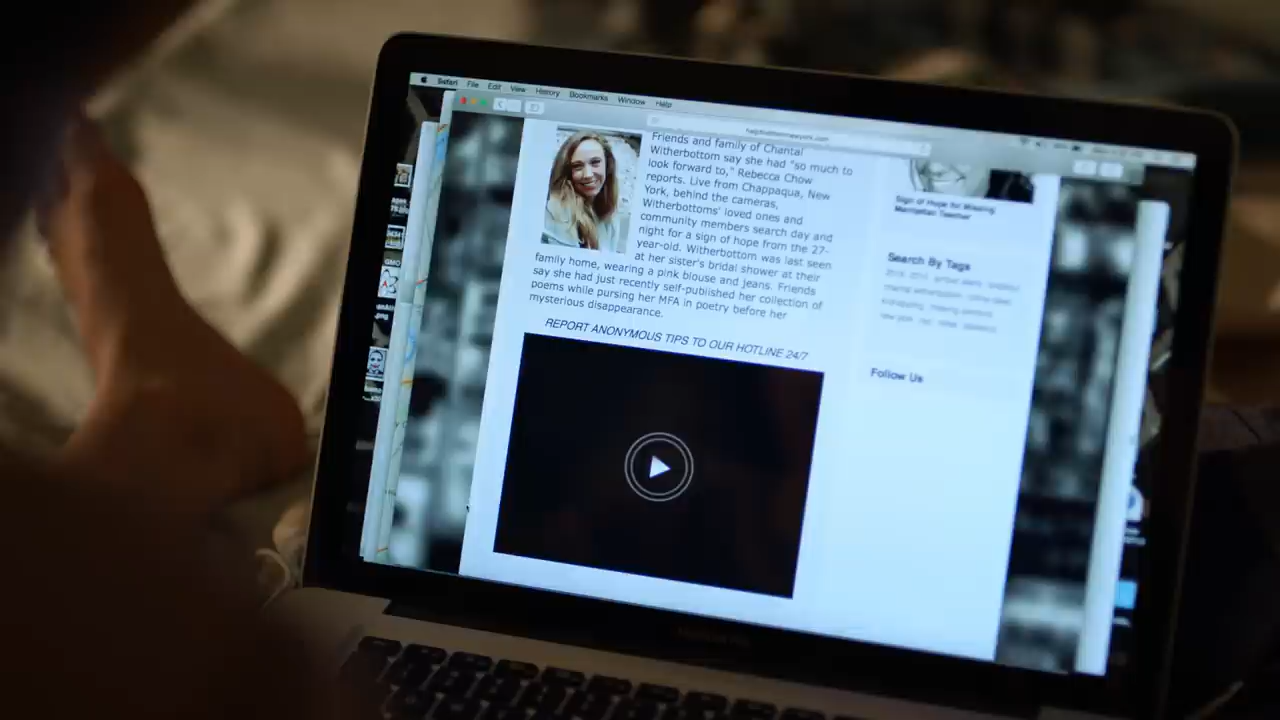 Safari File Edit View History Bookmarks Window Help
Friends and family of Chantal
Witherbottom say she had "so much to
look forward to," Rebecca Chow
reports. Live from Chappaqua, New
York, behind the cameras,
Witherbottoms' loved ones and
community members search day and
night for a sign of hope from the 27-
year-old. Witherbottom was last seen
at her sister's bridal shower at their
family home, wearing a pink blouse and jeans. Friends
say she had just recently self-published her collection of
poems while pursing her MFA in poetry before her
mysterious disappearance.
REPORT ANONYMOUS TIPS TO OUR HOTLINE 24/7
Sign of Hope for Missing
Manhattan Teacher
Search By Tags
Follow Us